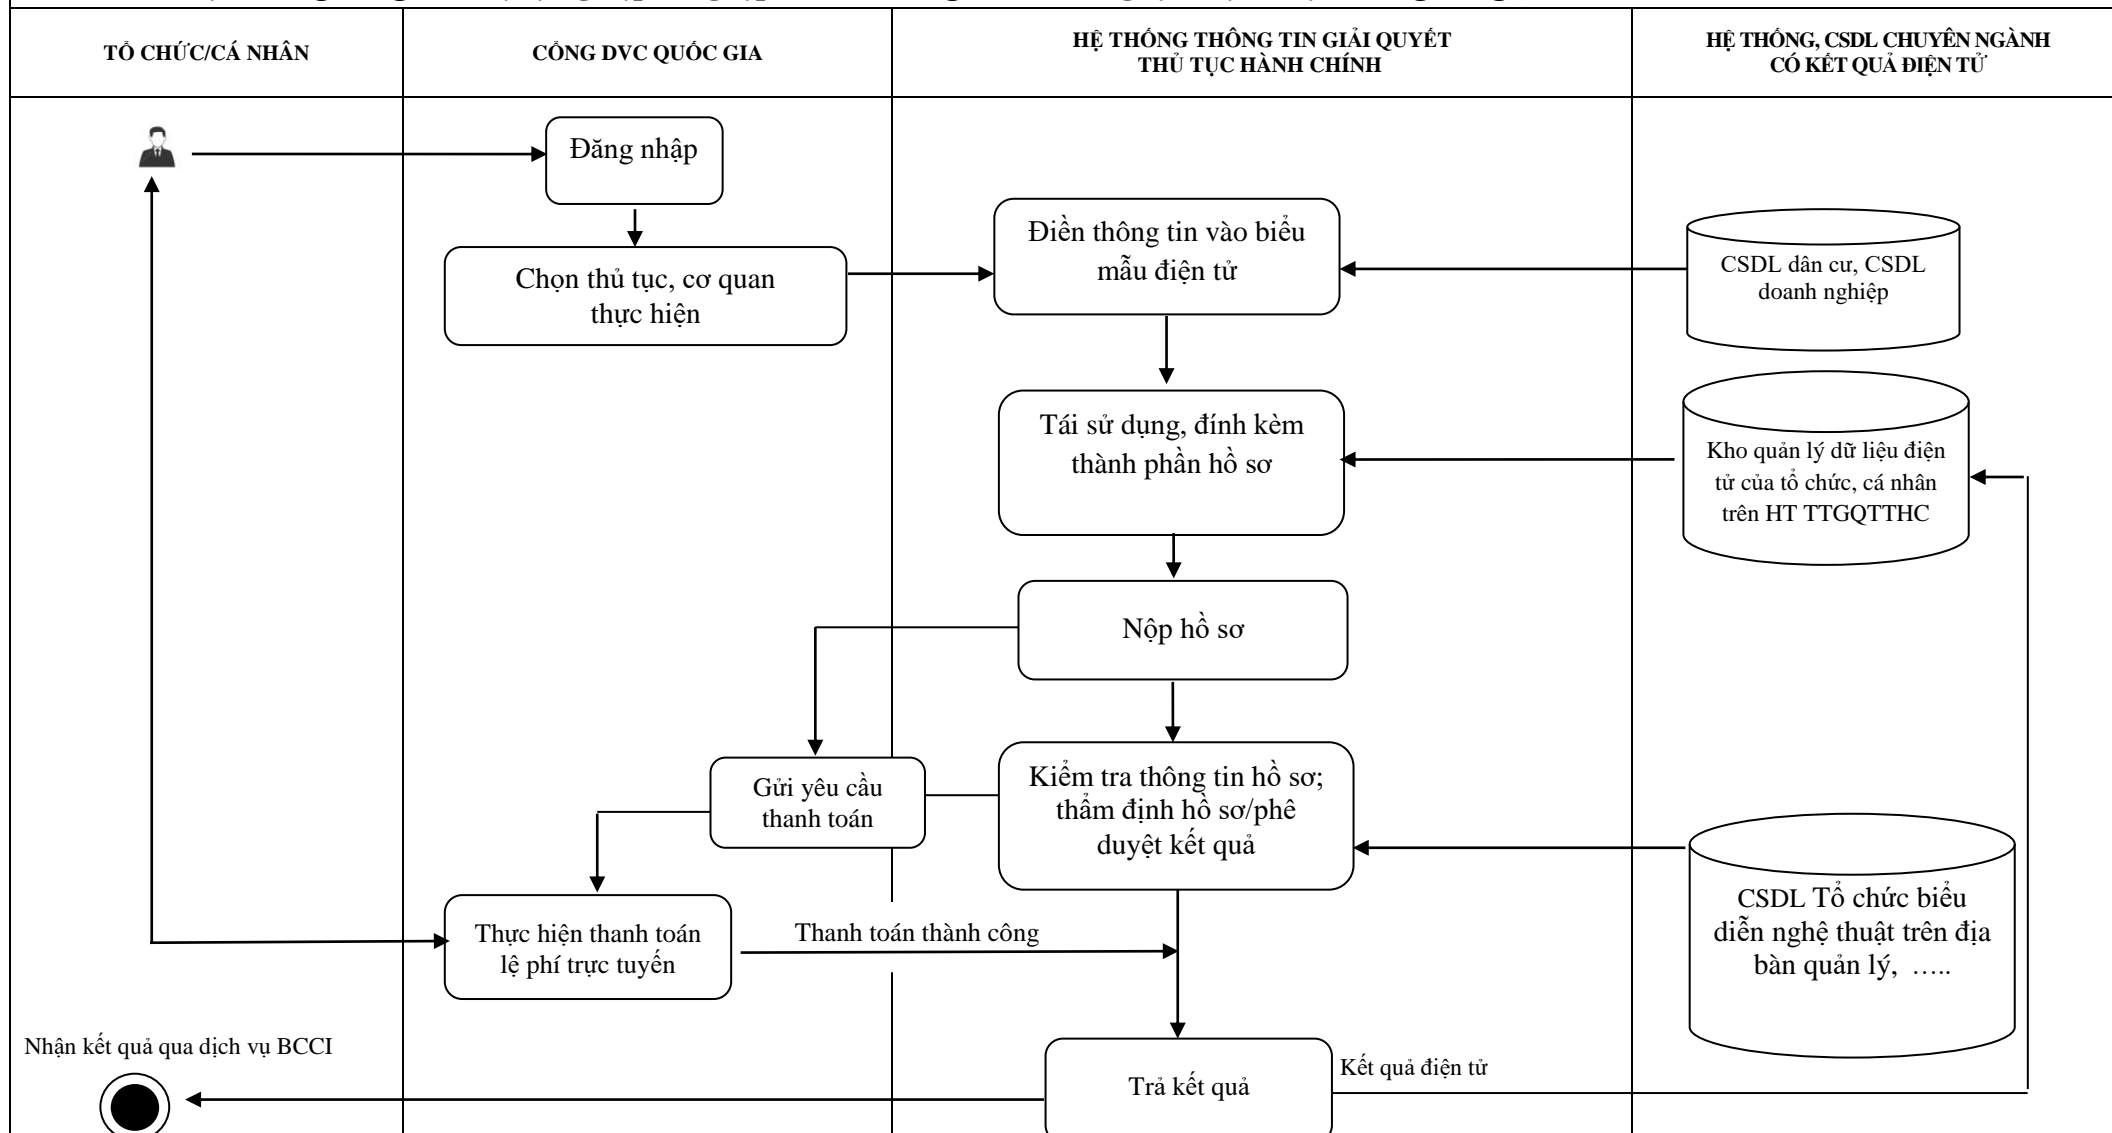 TỔ CHỨC/CÁ NHÂN
CỔNG DVC QUỐC GIA
HỆ THỐNG THÔNG TIN GIẢI QUYẾT
THỦ TỤC HÀNH CHÍNH
HỆ THỐNG, CSDL CHUYÊN NGÀNH
CÓ KẾT QUẢ ĐIỆN TỬ
Đăng nhập
Chọn thủ tục, cơ quan
thực hiện
Điền thông tin vào biểu
mẫu điện tử
CSDL dân cư, CSDL
doanh nghiệp
Tái sử dụng, đính kèm
thành phần hồ sơ
Kho quản lý dữ liệu điện
tử của tổ chức, cá nhân
trên HT TTGQTTHC
Nộp hồ sơ
Gửi yêu cầu
thanh toán
Kiểm tra thông tin hồ sơ;
thẩm định hồ sơ/phê
duyệt kết quả
CSDL Tổ chức biểu
diễn nghệ thuật trên địa
bàn quản lý, …..
Thực hiện thanh toán
lệ phí trực tuyến
Thanh toán thành công
Nhận kết quả qua dịch vụ BCCI
Trả kết quả
Kết quả điện tử